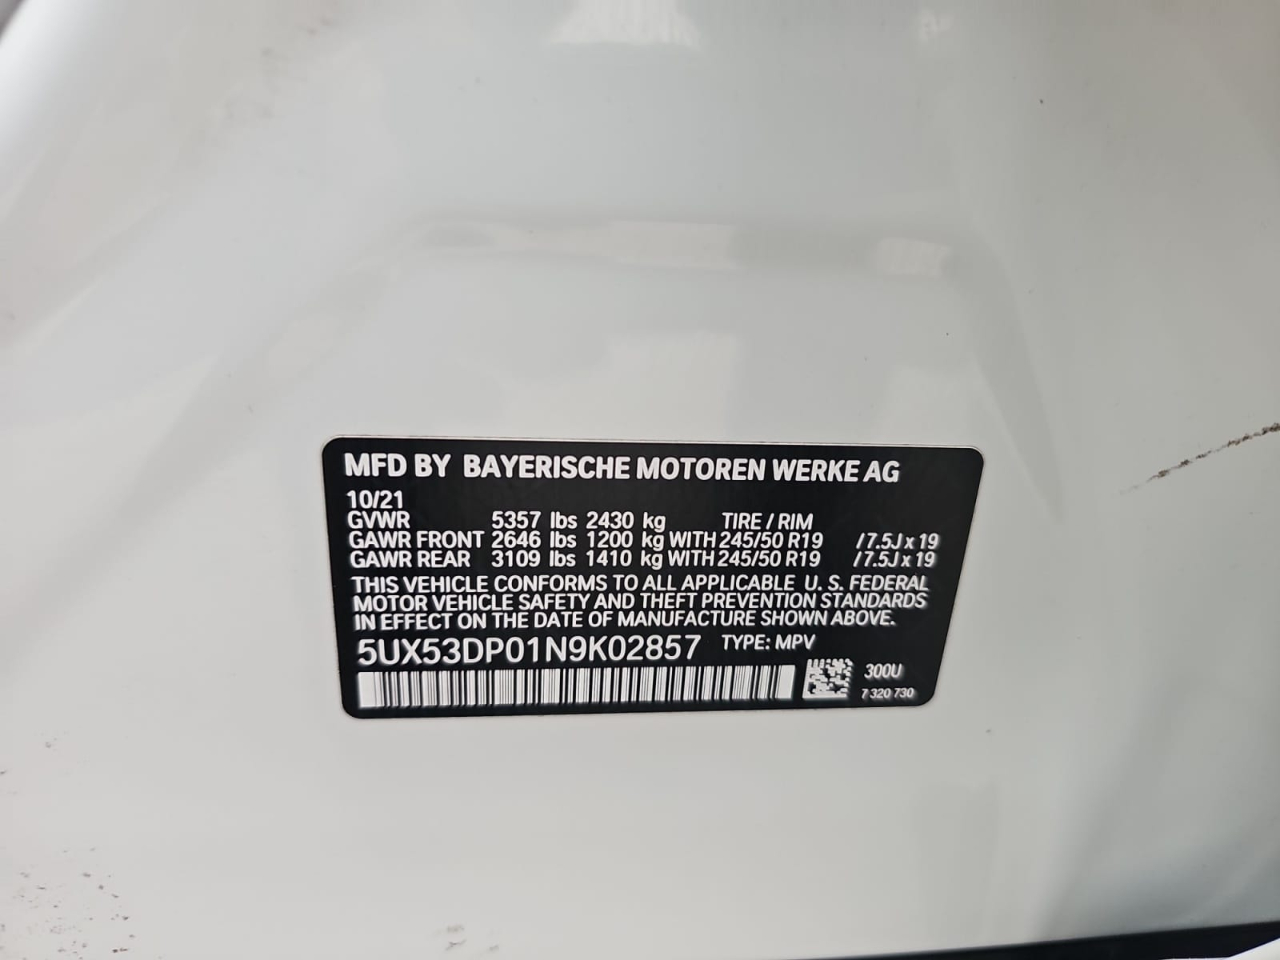 MFD BY BAYERISCHE MOTOREN WERKE AG
10/21
GVWR 5357 lbs 2430 kg TIRE / RIM
GAWR FRONT 2646 lbs 1200 kg WITH 245/50 R19 / 7.5J x 19
GAWR REAR 3109 lbs 1410 kg WITH 245/50 R19 / 7.5J x 19
THIS VEHICLE CONFORMS TO ALL APPLICABLE U. S. FEDERAL
MOTOR VEHICLE SAFETY AND THEFT PREVENTION STANDARDS
IN EFFECT ON THE DATE OF MANUFACTURE SHOWN ABOVE.
5UX53DP01N9K02857 TYPE: MPV
300U
7 320 730